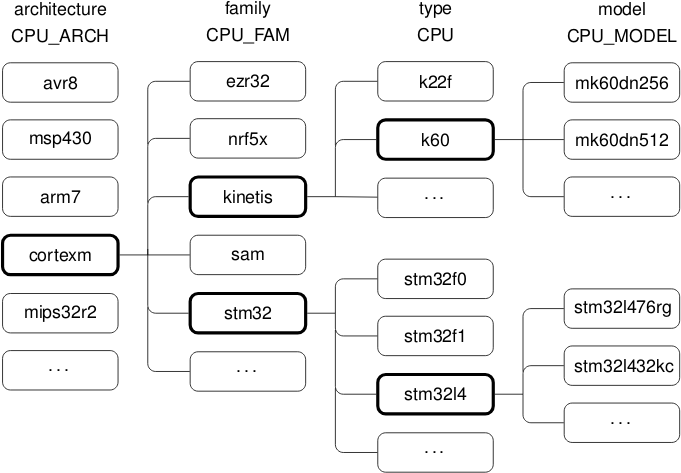 architecture
CPU_ARCH
avr8
msp430
arm7
cortexm
mips32r2
...
family
CPU_FAM
ezr32
nrf5x
kinetis
sam
stm32
...
type
CPU
k22f
k60
...
stm32f0
stm32f1
stm32l4
...
model
CPU_MODEL
mk60dn256
mk60dn512
...
stm32l476rg
stm32l432kc
...